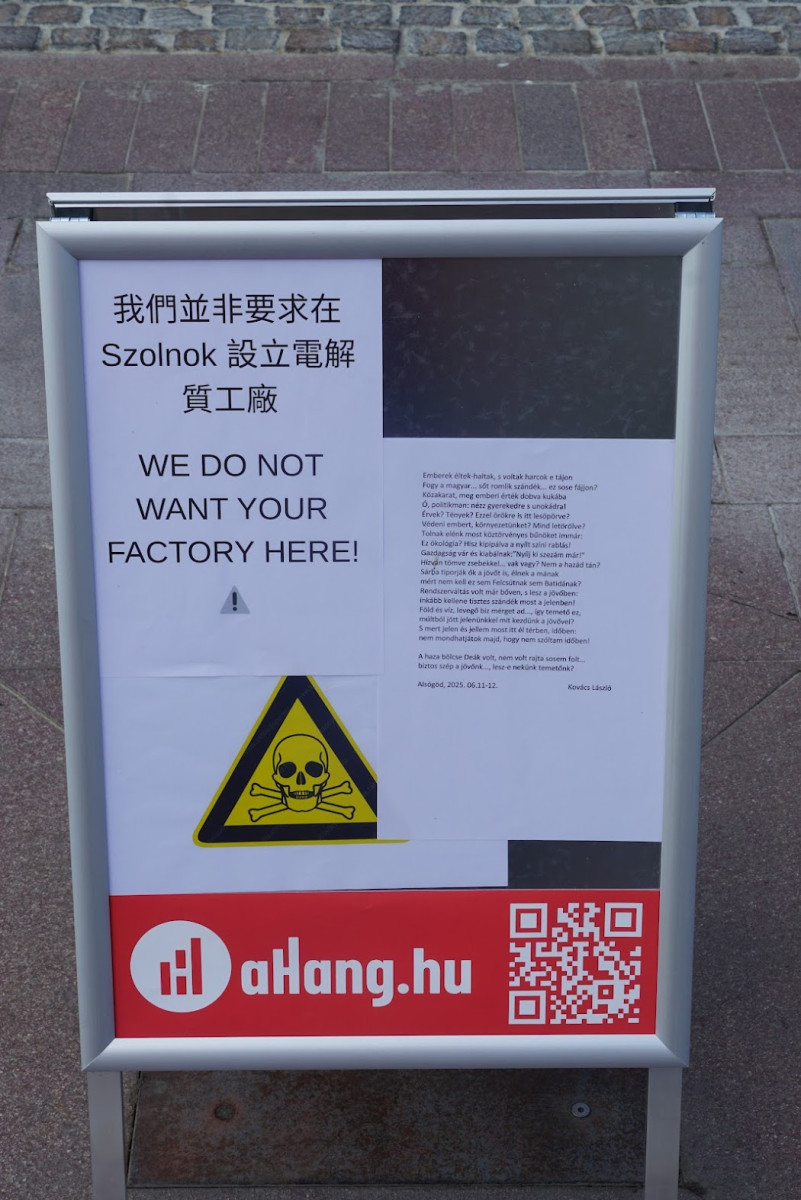 我們並非要求在
Szolnok 設立電解
質工廠
WE DO NOT
WANT YOUR
FACTORY HERE!
Emberek éltek-haltak, s voltak harcok e tájon
Fogy a magyar... sőt romlik szándék... ez sose fájjon?
Közakarat, meg emberi érték dobva kukába
Ó, politikman: nézz gyerekedre s unokádra!
Érvek? Tények? Ezzel örökre is itt lesöpörve?
Védeni embert, környezetünket? Mind letörölve?
Tolnak elénk most köztörvényes bűnöket immár:
Ez ökológia? Hisz kipipálva a nyílt színi rablás!
Gazdagság vár és kiabálnak:"Nyílj ki szezám már!"
Hitván tömve zsebekkel... vak vagy? Nem a hazád tán?
Sárba tiporják ők a jövőt is, élnek a mának
mért nem kell ez sem Felcsútnak sem Batidának?
Rendszerváltás volt már bőven, s lesz a jövőben:
inkább kellene tisztes szándék most a jelenben?
Föld és víz, levegő biz mérget ad..., így temető ez,
múltból jött jelenünkkel mit kezdünk a jövővel?
S mert jelen és jellem most itt él térben, időben:
nem mondhatjátok majd, hogy nem szóltam időben!
A haza bölcse Deák volt, nem volt rajta sosem folt...
biztos szép a jövőnk..., lesz-e nekünk temetőnk?
Alsógód, 2025. 06.11-12. Kovács László
aHang.hu